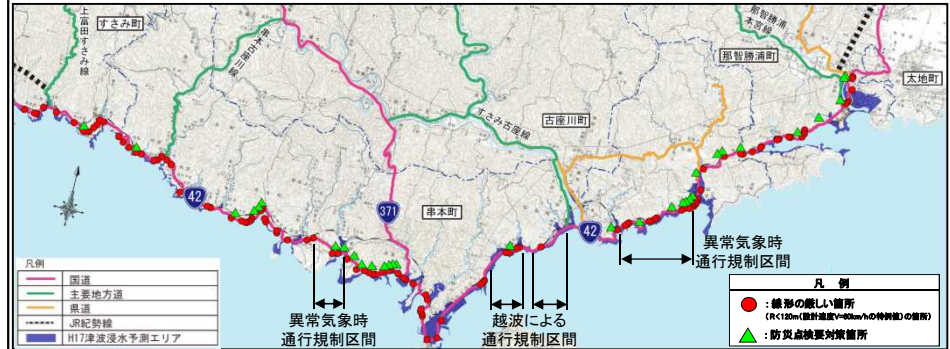 上富田すさみ線
すさみ町
串本古座川線
すさみ古座線
古座川町
那智勝浦
本宮線
那智勝浦町
太地町
42
371
串本町
42
異常気象時
通行規制区間
越波による
通行規制区間
異常気象時
通行規制区間
凡例
国道
主要地方道
県道
JR紀勢線
H17津波浸水予測エリア
凡 例
:線形の厳しい箇所
(R<120m(設計速度V=60km/hの特例値)の箇所)
:防災点検要対策箇所